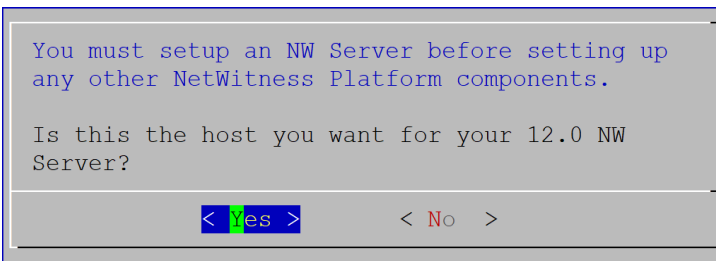 You must setup an NW Server before setting up
any other NetWitness Platform components.
Is this the host you want for your 12.0 NW
Server?
< Yes > < No >